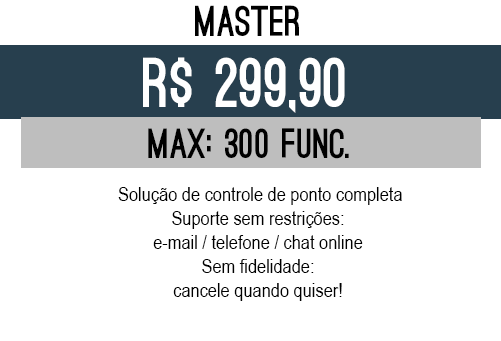 MASTER
R$ 299,90
MAX: 300 FUNC.
Solução de controle de ponto completa
Suporte sem restrições:
e-mail / telefone / chat online
Sem fidelidade:
cancele quando quiser!